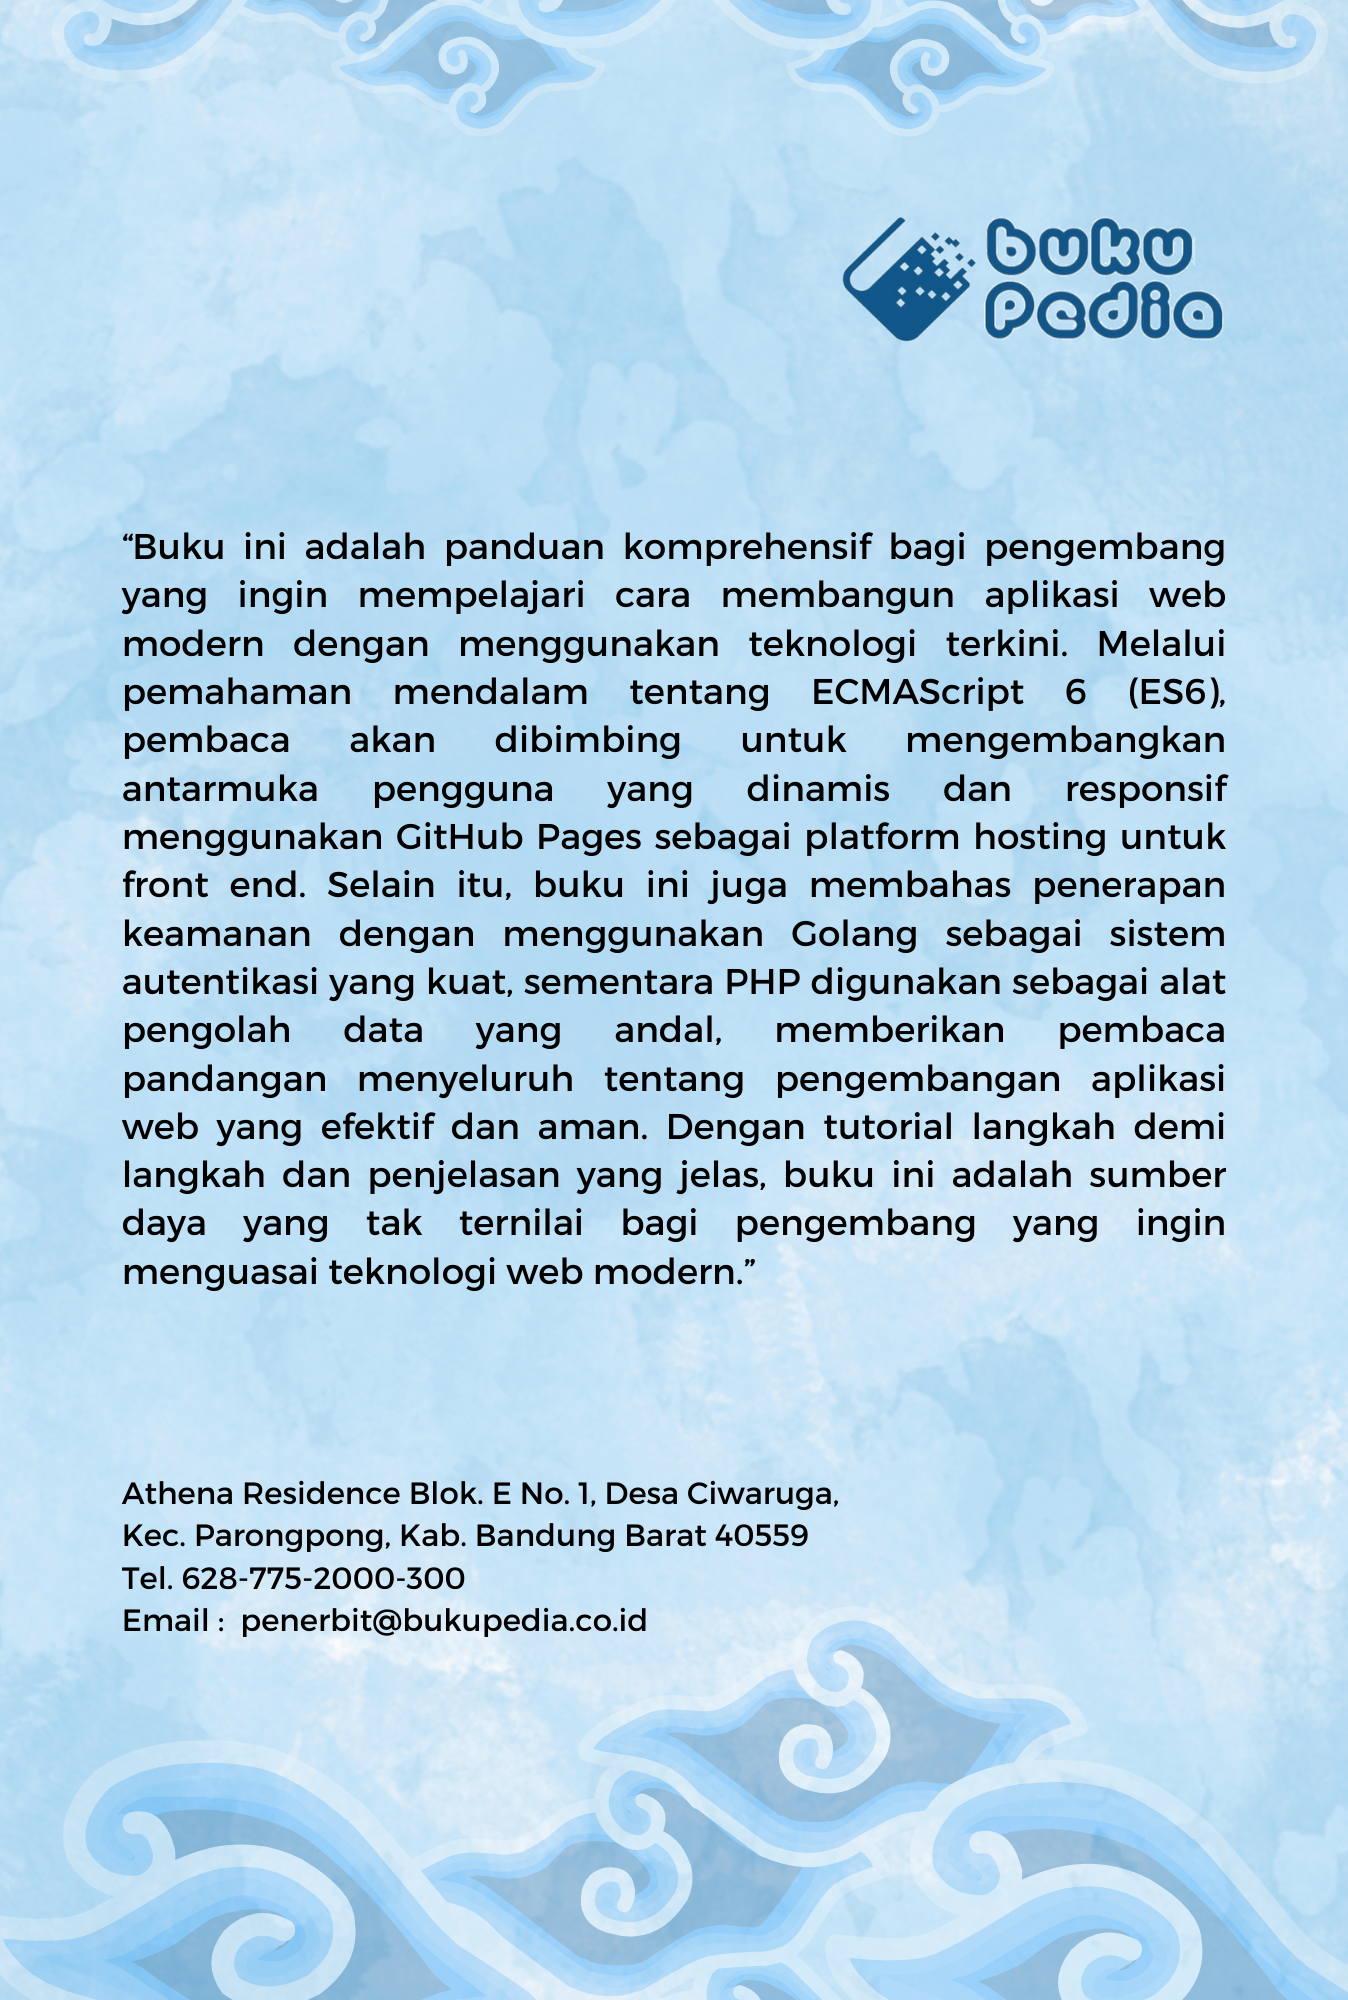 buku
Pedia
“Buku ini adalah panduan komprehensif bagi pengembang
yang ingin mempelajari cara membangun aplikasi web
modern dengan menggunakan teknologi terkini. Melalui
pemahaman mendalam tentang ECMAScript 6 (ES6),
pembaca akan dibimbing untuk mengembangkan
antarmuka pengguna yang dinamis dan responsif
menggunakan GitHub Pages sebagai platform hosting untuk
front end. Selain itu, buku ini juga membahas penerapan
keamanan dengan menggunakan Golang sebagai sistem
autentikasi yang kuat, sementara PHP digunakan sebagai alat
pengolah data yang andal, memberikan pembaca
pandangan menyeluruh tentang pengembangan aplikasi
web yang efektif dan aman. Dengan tutorial langkah demi
langkah dan penjelasan yang jelas, buku ini adalah sumber
daya yang tak ternilai bagi pengembang yang ingin
menguasai teknologi web modern.”
Athena Residence Blok. E No. 1, Desa Ciwaruga,
Kec. Parongpong, Kab. Bandung Barat 40559
Tel. 628-775-2000-300
Email :  penerbit@bukupedia.co.id